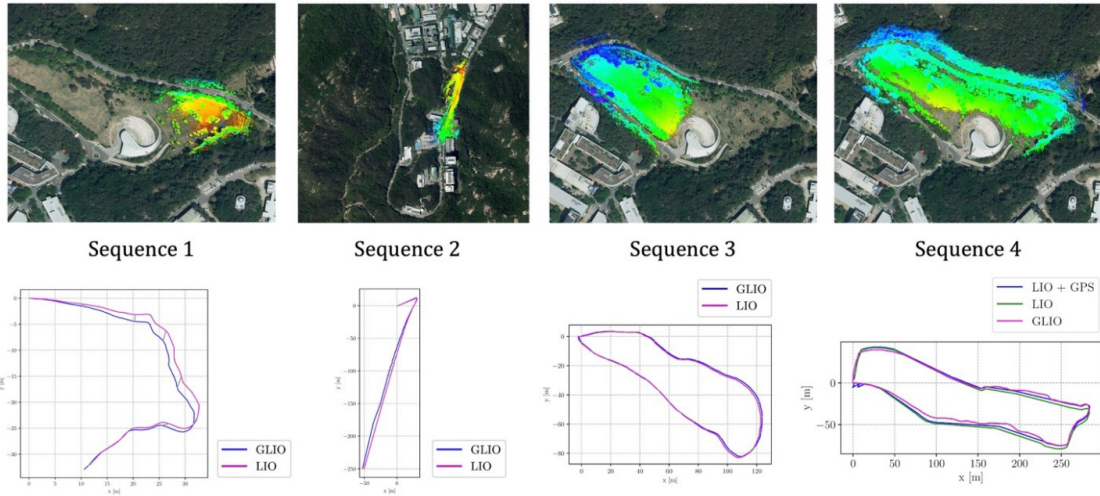 Sequence 1
Sequence 2
Sequence 3
Sequence 4
0
−5
−10
−15
−20
−25
−30
y [m]
0
5
10
15
20
25
30
x [m]
GLIO
LIO
0
−50
−100
−150
−200
−250
y [m]
−50
0
x [m]
GLIO
LIO
GLIO
LIO
0
−20
−40
−60
−80
y [m]
0
20
40
60
80
100
120
x [m]
LIO + GPS
LIO
GLIO
0
−50
y [m]
0
50
100
150
200
250
x [m]